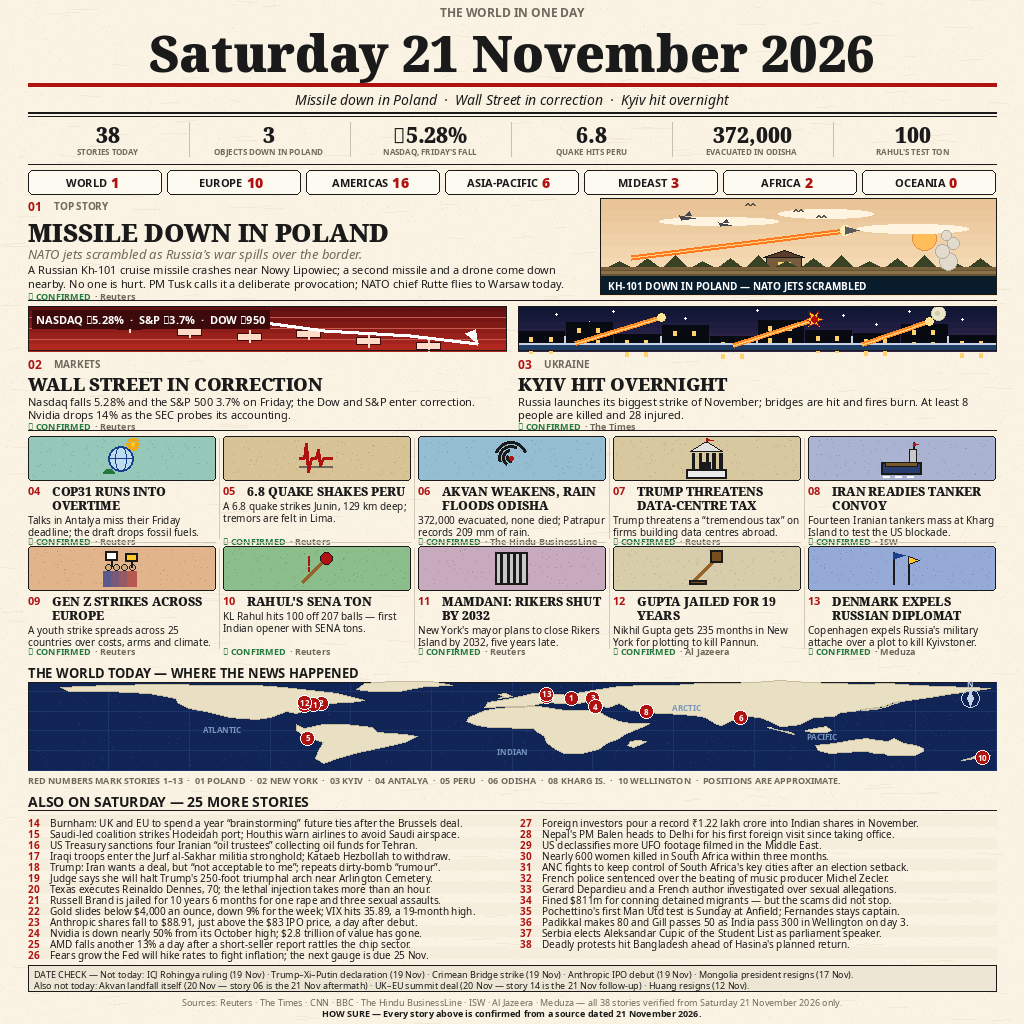 THE WORLD IN ONE DAY
Saturday 21 November 2026
Missile down in Poland · Wall Street in correction · Kyiv hit overnight
38
STORIES TODAY
3
OBJECTS DOWN IN POLAND
▯5.28%
NASDAQ, FRIDAY'S FALL
6.8
QUAKE HITS PERU
372,000
EVACUATED IN ODISHA
100
RAHUL'S TEST TON
WORLD 1
EUROPE 10
AMERICAS 16
ASIA-PACIFIC 6
MIDEAST 3
AFRICA 2
OCEANIA 0
01 TOP STORY
MISSILE DOWN IN POLAND
NATO jets scrambled as Russia's war spills over the border.
A Russian Kh-101 cruise missile crashes near Nowy Lipowiec; a second missile and a drone come down
nearby. No one is hurt. PM Tusk calls it a deliberate provocation; NATO chief Rutte flies to Warsaw today.
▯ CONFIRMED · Reuters
KH-101 DOWN IN POLAND — NATO JETS SCRAMBLED
NASDAQ ▯5.28% · S&P ▯3.7% · DOW ▯950
02 MARKETS
WALL STREET IN CORRECTION
Nasdaq falls 5.28% and the S&P 500 3.7% on Friday; the Dow and S&P enter correction.
Nvidia drops 14% as the SEC probes its accounting.
▯ CONFIRMED · Reuters
03 UKRAINE
KYIV HIT OVERNIGHT
Russia launches its biggest strike of November; bridges are hit and fires burn. At least 8
people are killed and 28 injured.
▯ CONFIRMED · The Times
04 COP31 RUNS INTO
OVERTIME
Talks in Antalya miss their Friday
deadline; the draft drops fossil fuels.
▯ CONFIRMED · Reuters
05 6.8 QUAKE SHAKES PERU
A 6.8 quake strikes Junin, 129 km deep;
tremors are felt in Lima.
▯ CONFIRMED · Reuters
06 AKVAN WEAKENS, RAIN
FLOODS ODISHA
372,000 evacuated, none died; Patrapur
records 209 mm of rain.
▯ CONFIRMED · The Hindu BusinessLine
07 TRUMP THREATENS
DATA-CENTRE TAX
Trump threatens a “tremendous tax” on
firms building data centres abroad.
▯ CONFIRMED · Reuters
08 IRAN READIES TANKER
CONVOY
Fourteen Iranian tankers mass at Kharg
Island to test the US blockade.
▯ CONFIRMED · ISW
09 GEN Z STRIKES ACROSS
EUROPE
A youth strike spreads across 25
countries over costs, arms and climate.
▯ CONFIRMED · Reuters
10 RAHUL'S SENA TON
KL Rahul hits 100 off 207 balls — first
Indian opener with SENA tons.
▯ CONFIRMED · Reuters
11 MAMDANI: RIKERS SHUT
BY 2032
New York's mayor plans to close Rikers
Island by 2032, five years late.
▯ CONFIRMED · Reuters
12 GUPTA JAILED FOR 19
YEARS
Nikhil Gupta gets 235 months in New
York for plotting to kill Pannun.
▯ CONFIRMED · Al Jazeera
13 DENMARK EXPELS
RUSSIAN DIPLOMAT
Copenhagen expels Russia's military
attache over a plot to kill Kyivstoner.
▯ CONFIRMED · Meduza
THE WORLD TODAY — WHERE THE NEWS HAPPENED
N
12
13
1
3
4
8
6
5
10
ARCTIC
ATLANTIC
PACIFIC
INDIAN
RED NUMBERS MARK STORIES 1–13 · 01 POLAND · 02 NEW YORK · 03 KYIV · 04 ANTALYA · 05 PERU · 06 ODISHA · 08 KHARG IS. · 10 WELLINGTON · POSITIONS ARE APPROXIMATE.
ALSO ON SATURDAY — 25 MORE STORIES
14 Burnham: UK and EU to spend a year “brainstorming” future ties after the Brussels deal.
15 Saudi-led coalition strikes Hodeidah port; Houthis warn airlines to avoid Saudi airspace.
16 US Treasury sanctions four Iranian “oil trustees” collecting oil funds for Tehran.
17 Iraqi troops enter the Jurf al-Sakhar militia stronghold; Kataeb Hezbollah to withdraw.
18 Trump: Iran wants a deal, but “not acceptable to me”; repeats dirty-bomb “rumour”.
19 Judge says she will halt Trump's 250-foot triumphal arch near Arlington Cemetery.
20 Texas executes Reinaldo Dennes, 70; the lethal injection takes more than an hour.
21 Russell Brand is jailed for 10 years 6 months for one rape and three sexual assaults.
22 Gold slides below $4,000 an ounce, down 9% for the week; VIX hits 35.89, a 19-month high.
23 Anthropic shares fall to $88.91, just above the $83 IPO price, a day after debut.
24 Nvidia is down nearly 50% from its October high; $2.8 trillion of value has gone.
25 AMD falls another 13% a day after a short-seller report rattles the chip sector.
26 Fears grow the Fed will hike rates to fight inflation; the next gauge is due 25 Nov.
27 Foreign investors pour a record ₹1.22 lakh crore into Indian shares in November.
28 Nepal's PM Balen heads to Delhi for his first foreign visit since taking office.
29 US declassifies more UFO footage filmed in the Middle East.
30 Nearly 600 women killed in South Africa within three months.
31 ANC fights to keep control of South Africa's key cities after an election setback.
32 French police sentenced over the beating of music producer Michel Zecler.
33 Gerard Depardieu and a French author investigated over sexual allegations.
34 Fined $811m for conning detained migrants — but the scams did not stop.
35 Pochettino's first Man Utd test is Sunday at Anfield; Fernandes stays captain.
36 Padikkal makes 80 and Gill passes 50 as India pass 300 in Wellington on day 3.
37 Serbia elects Aleksandar Cupic of the Student List as parliament speaker.
38 Deadly protests hit Bangladesh ahead of Hasina's planned return.
DATE CHECK — Not today: ICJ Rohingya ruling (19 Nov) · Trump–Xi–Putin declaration (19 Nov) · Crimean Bridge strike (19 Nov) · Anthropic IPO debut (19 Nov) · Mongolia president resigns (17 Nov).
Also not today: Akvan landfall itself (20 Nov — story 06 is the 21 Nov aftermath) · UK–EU summit deal (20 Nov — story 14 is the 21 Nov follow-up) · Huang resigns (12 Nov).
Sources: Reuters · The Times · CNN · BBC · The Hindu BusinessLine · ISW · Al Jazeera · Meduza — all 38 stories verified from Saturday 21 November 2026 only.
HOW SURE — Every story above is confirmed from a source dated 21 November 2026.